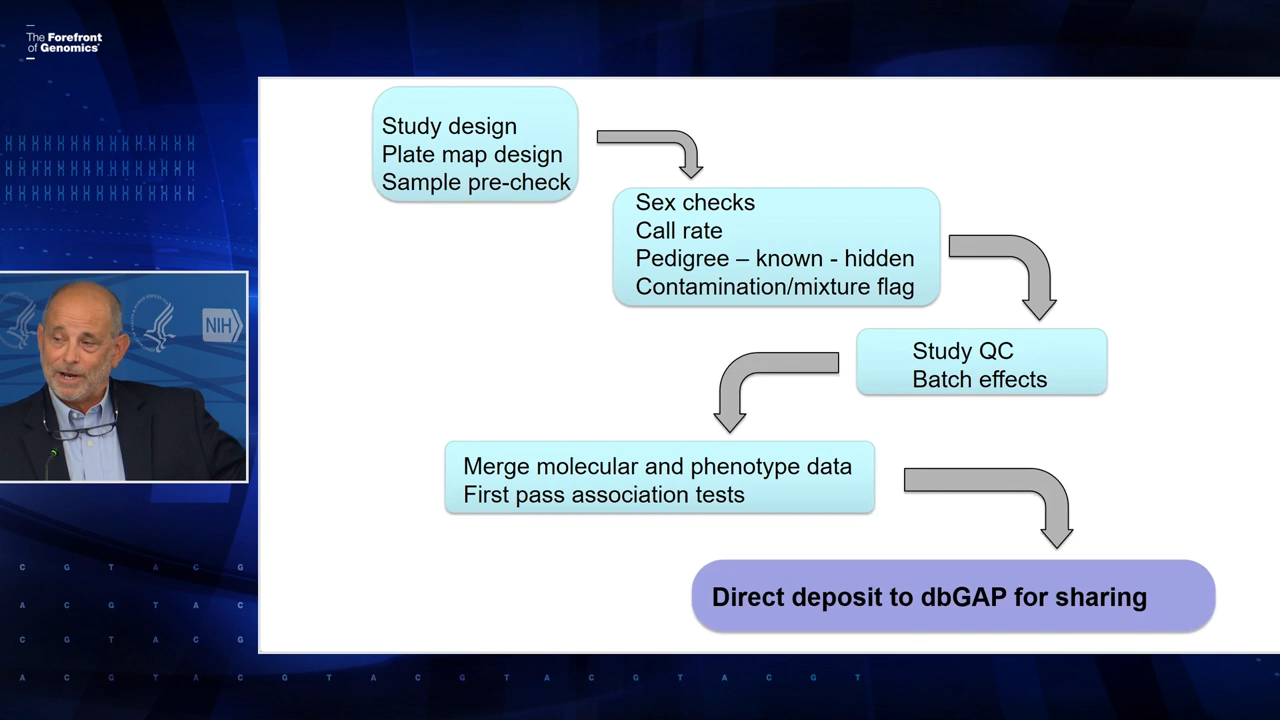 The Forefront
of Genomics
Study design
Plate map design
Sample pre-check
Sex checks
Call rate
Pedigree – known - hidden
Contamination/mixture flag
Study QC
Batch effects
Merge molecular and phenotype data
First pass association tests
Direct deposit to dbGAP for sharing
NIH
C G T A C G
A C G T A C
C G T A C G
A C G T A C G T A C G T A C G T A C G T